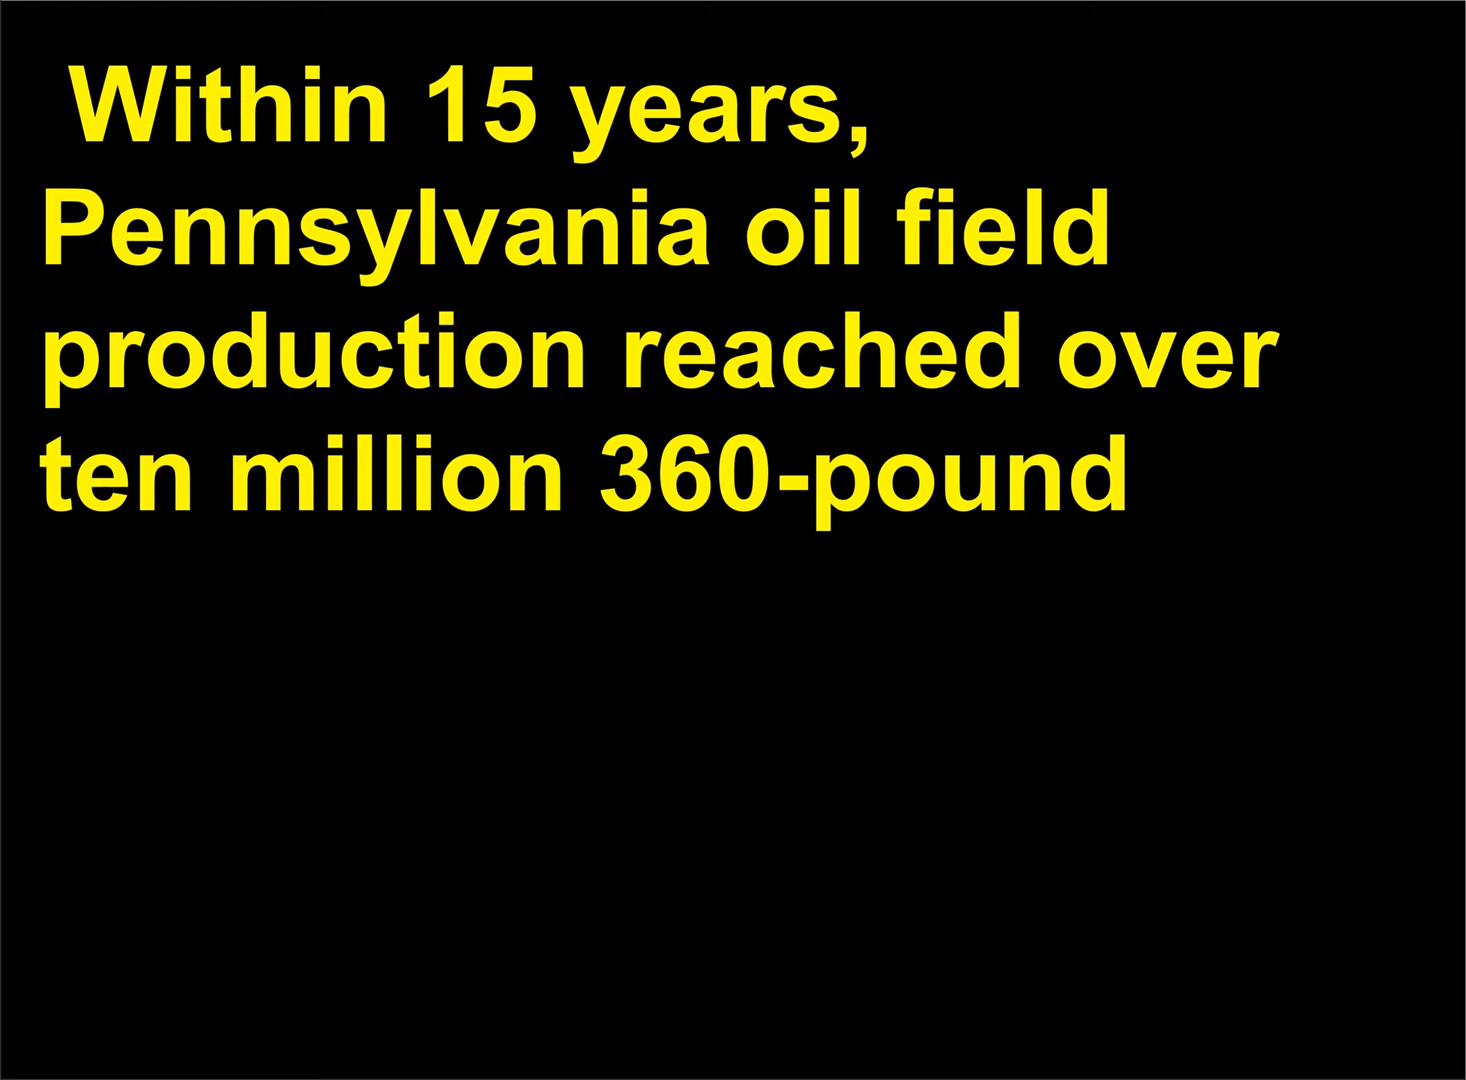 Within 15 years,
Pennsylvania oil field
production reached over
ten million 360-pound